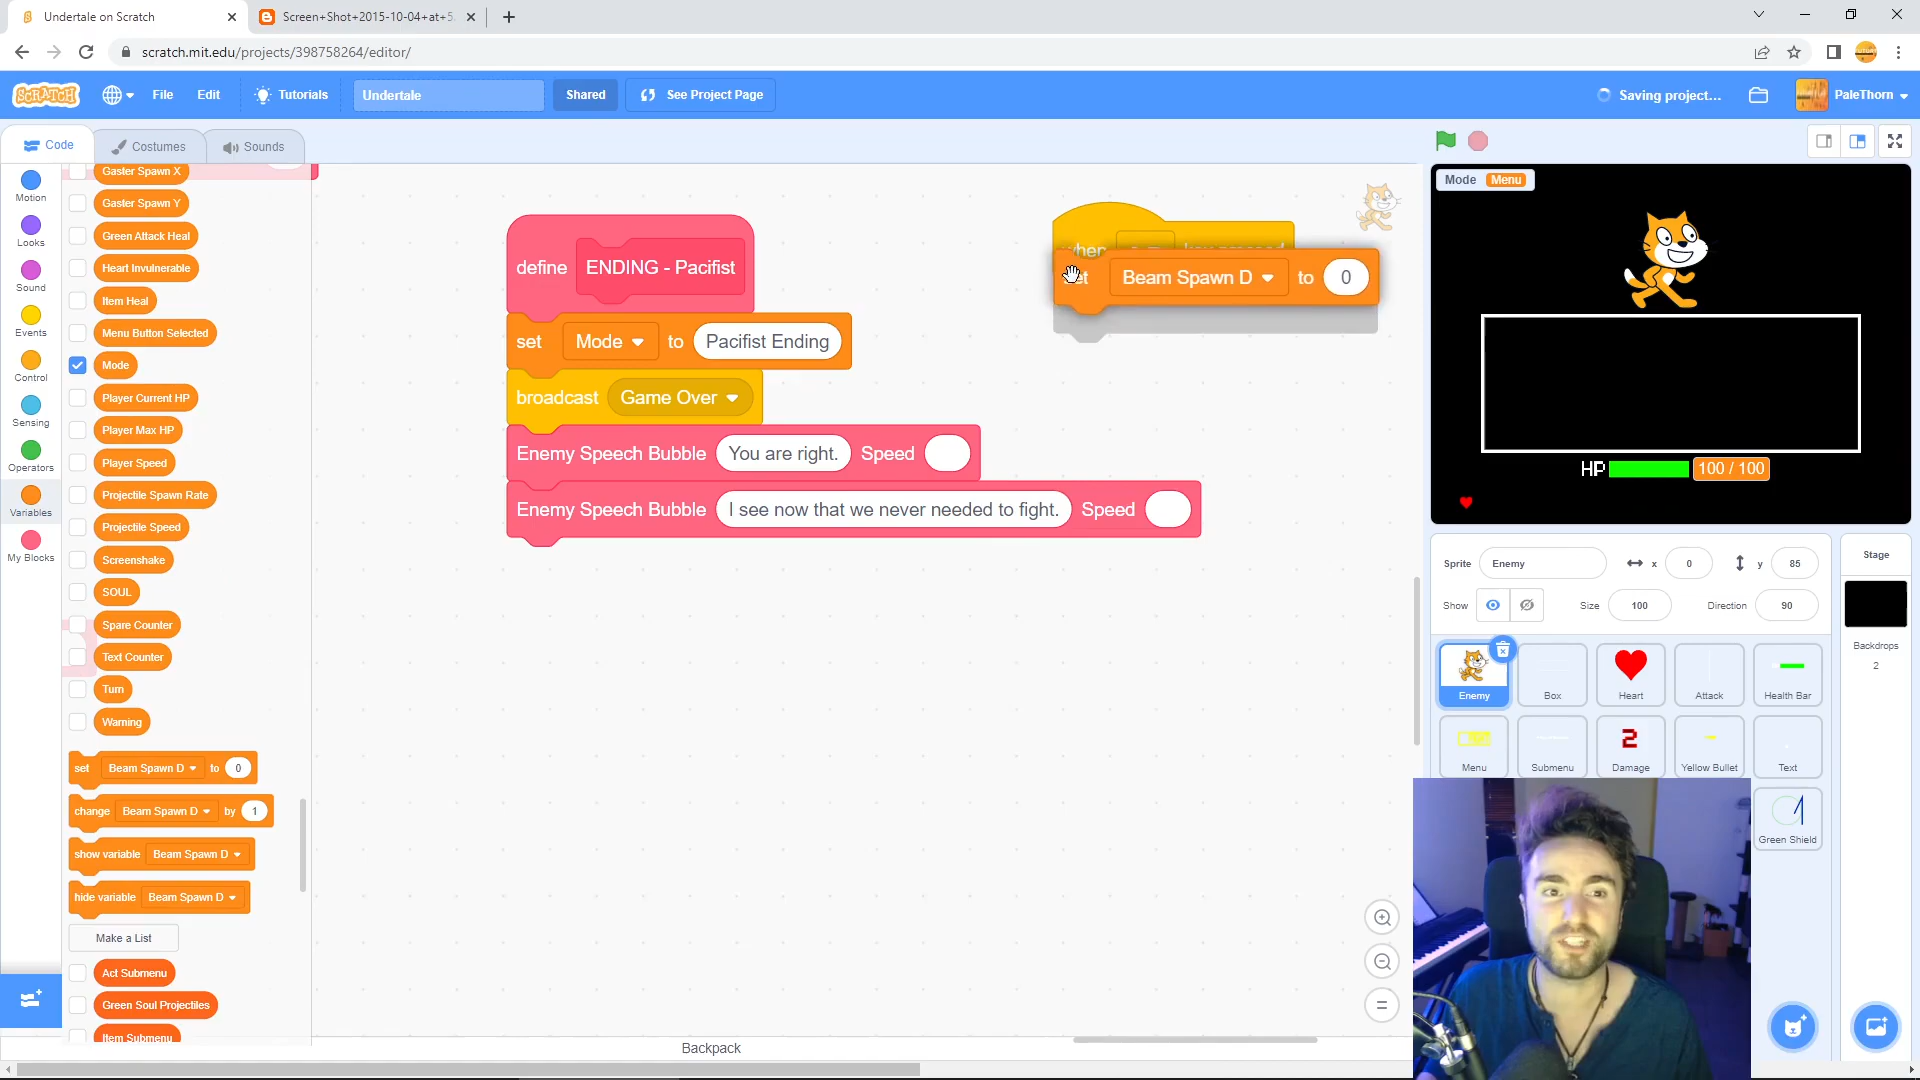 Undertale on Scratch
Screen+Shot+2015-10-04+at+5.
scratch.mit.edu/projects/398758264/editor/
SCRATCH
File
Edit
Tutorials
Undertale
Shared
See Project Page
Saving project...
PaleThorn
Code
Costumes
Sounds
Motion
Looks
Sound
Events
Control
Sensing
Operators
Variables
My Blocks
Gaster Spawn X
Gaster Spawn Y
Green Attack Heal
Heart Invulnerable
Item Heal
Menu Button Selected
Mode
Player Current HP
Player Max HP
Player Speed
Projectile Spawn Rate
Projectile Speed
Screenshake
SOUL
Spare Counter
Text Counter
Turn
Warning
set Beam Spawn D to 0
change Beam Spawn D by 1
show variable Beam Spawn D
hide variable Beam Spawn D
Make a List
Act Submenu
Green Soul Projectiles
Item Submenu
define ENDING - Pacifist
set Mode to Pacifist Ending
broadcast Game Over
Enemy Speech Bubble You are right. Speed
Enemy Speech Bubble I see now that we never needed to fight. Speed
when key pressed
set Beam Spawn D to 0
Backpack
Mode Menu
HP 100 / 100
Sprite Enemy x 0 y 85
Show Size 100 Direction 90
Enemy
Box
Heart
Attack
Health Bar
Menu
Submenu
2
Damage
Yellow Bullet
Text
Green Shield
Stage
Backdrops
2